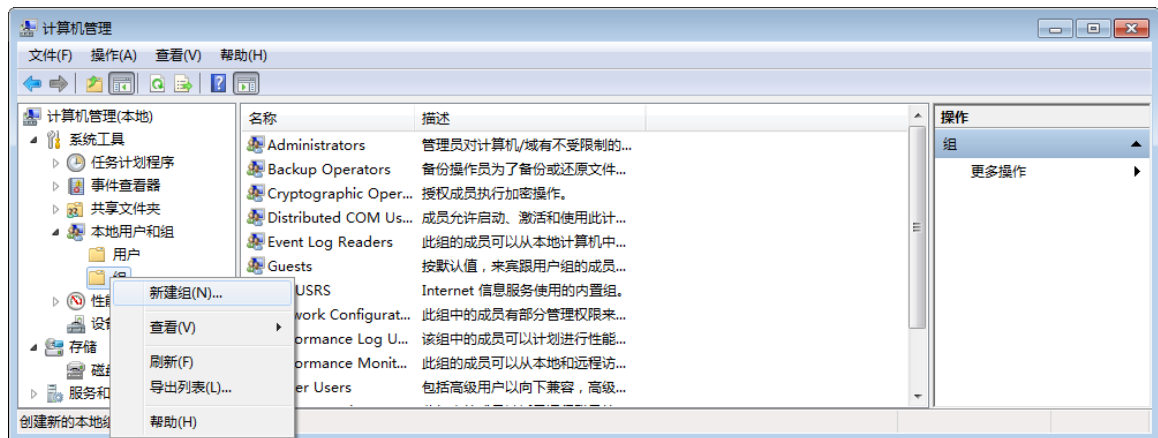 计算机管理
文件(F) 操作(A) 查看(V) 帮助(H)
计算机管理(本地)
系统工具
任务计划程序
事件查看器
共享文件夹
本地用户和组
用户
组
存储
服务和
创建新的本地
新建组(N)...
查看(V)
刷新(F)
导出列表(L)...
帮助(H)
名称 描述
Administrators 管理员对计算机/域有不受限制的...
Backup Operators 备份操作员为了备份或还原文件...
Cryptographic Oper... 授权成员执行加密操作。
Distributed COM Us... 成员允许启动、激活和使用此计...
Event Log Readers 此组的成员可以从本地计算机中...
Guests 按默认值，来宾跟用户组的成员...
USRS Internet 信息服务使用的内置组。
work Configurat... 此组中的成员有部分管理权限来...
ormance Log U... 该组中的成员可以计划进行性能...
ormance Monit... 此组的成员可以从本地和远程访...
er Users 包括高级用户以向下兼容，高级...
操作
组
更多操作